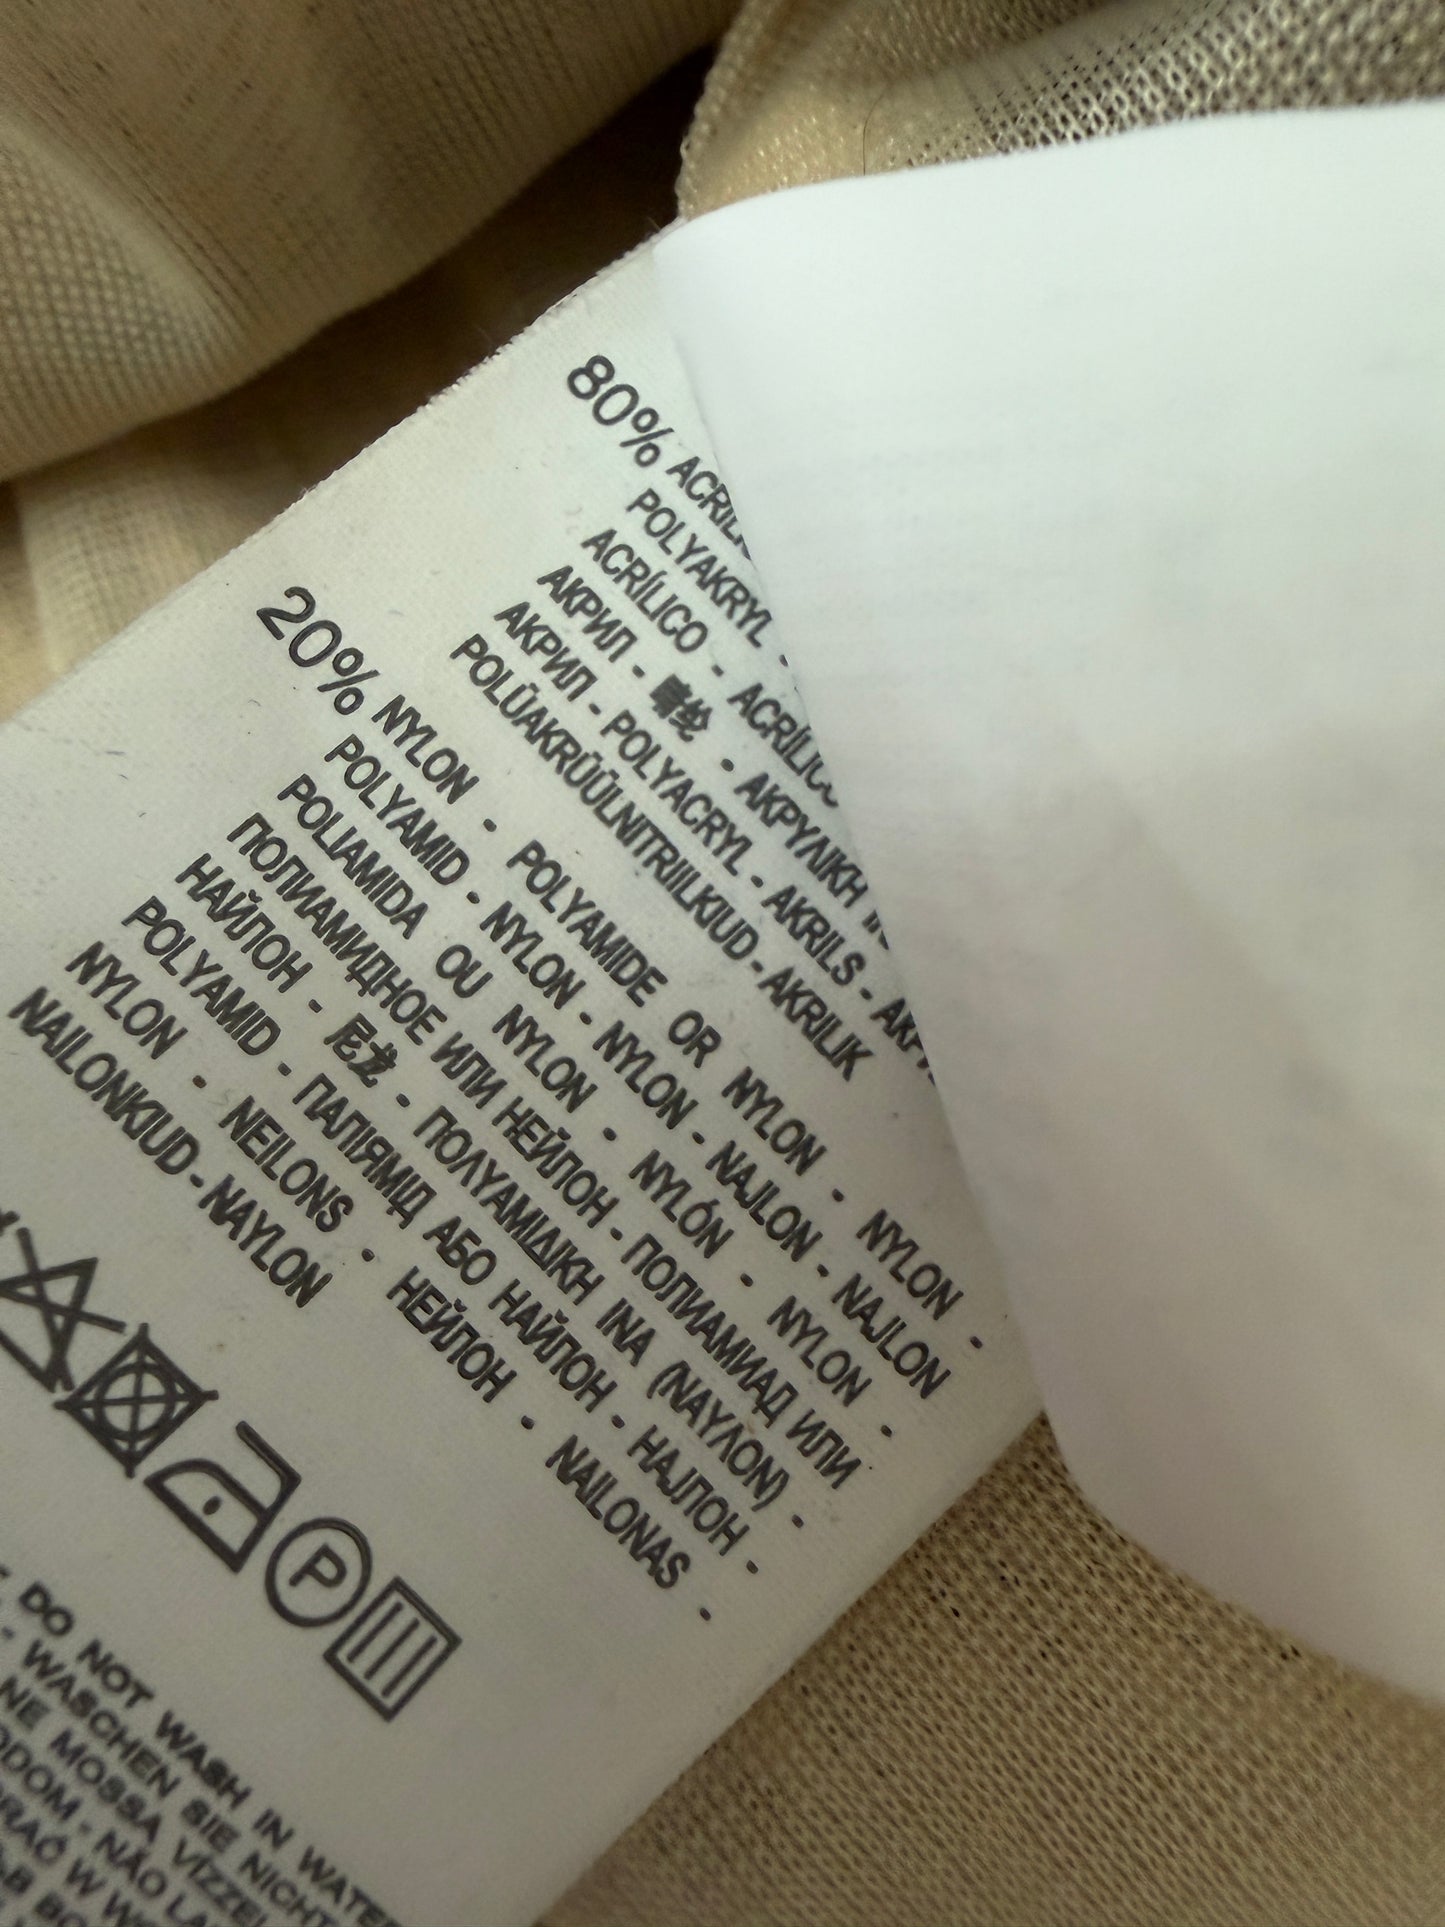 80%
POLYAKRYL -
ACRÍLICO - ACRÍLICO
АКРИЛ - 腈纶 - ΑΚΡΥΛΙΚΗ
АКРИЛ - POLYACRYL - AKRILS -
POLÜAKRÜÜLNITRIILKIUD - AKRILIK
20% NYLON - POLYAMIDE OR NYLON - NYLON -
POLYAMID - NYLON - NYLON - NAJLON - NAJLON
POLIAMIDA OU NYLON - NYLÓN - NYLON -
ПОЛИАМИДНОЕ ИЛИ НЕЙЛОН - ПОЛИАМИД ИЛИ
НАЙЛОН - 尼龙 - ΠΟΛΥΑΜΙΔΙΚΗ ΙΝΑ (ΝΑΥΛΟΝ) -
POLYAMID - ПАЛІЯМІД АБО НАЙЛОН - НАЈЛОН -
NYLON - NEILONS - НЕЙЛОН - NAILONAS -
NAILONKIUD - NAYLON
P
- DO NOT WASH IN WATER
- WASCHEN SIE NICHT
NE MOSSA VÍZZEL
- NÃO
W